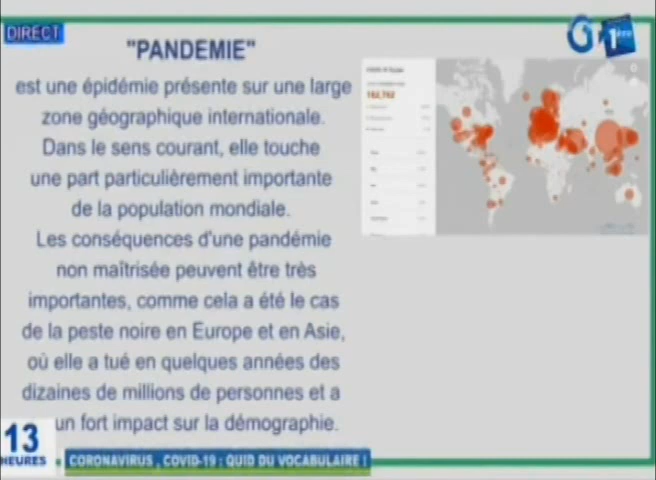 DIRECT
G 1ère
"PANDEMIE"
est une épidémie présente sur une large
zone géographique internationale.
Dans le sens courant, elle touche
une part particulièrement importante
de la population mondiale.
Les conséquences d'une pandémie
non maîtrisée peuvent être très
importantes, comme cela a été le cas
de la peste noire en Europe et en Asie,
où elle a tué en quelques années des
dizaines de millions de personnes et a
un fort impact sur la démographie.
13
HEURES
CORONAVIRUS , COVID-19 : QUID DU VOCABULAIRE !